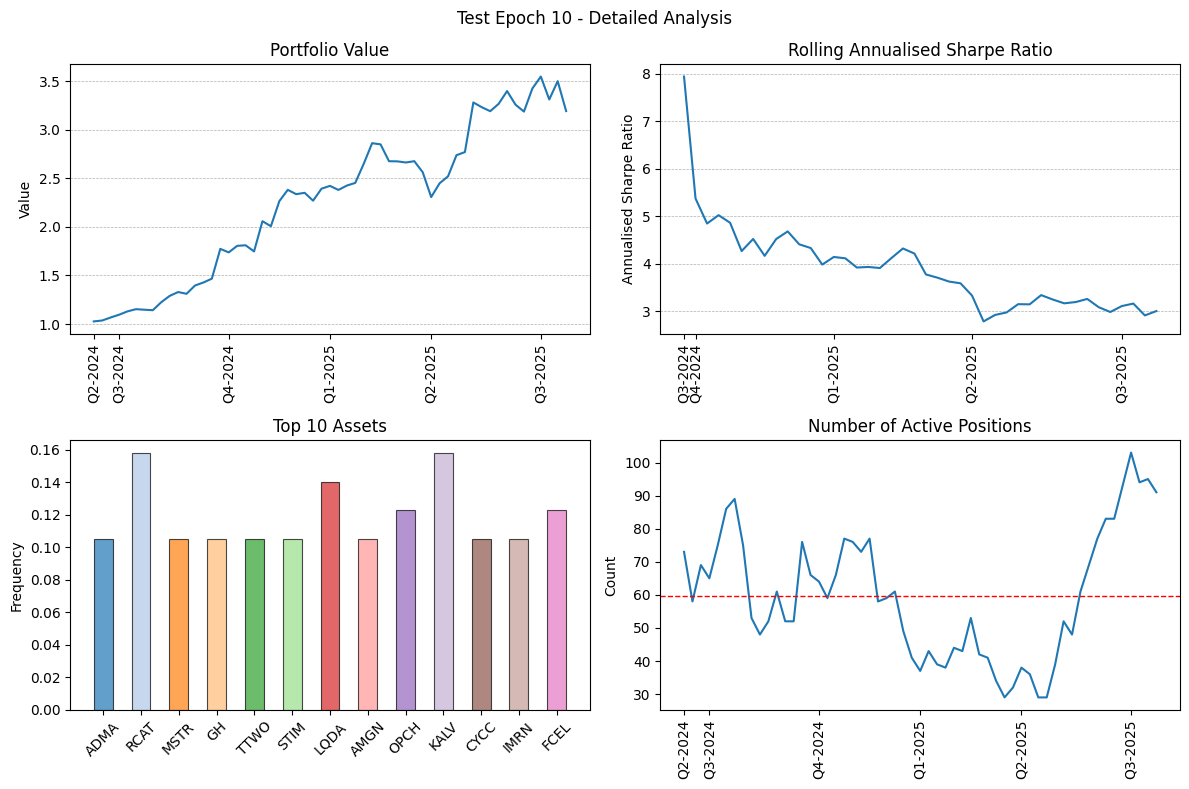 Test Epoch 10 - Detailed Analysis
Portfolio Value
Value
3.5
3.0
2.5
2.0
1.5
1.0
Q2-2024
Q3-2024
Q4-2024
Q1-2025
Q2-2025
Q3-2025
Rolling Annualised Sharpe Ratio
Annualised Sharpe Ratio
8
7
6
5
4
3
Q3-2024
Q4-2024
Q1-2025
Q2-2025
Q3-2025
Top 10 Assets
Frequency
0.16
0.14
0.12
0.10
0.08
0.06
0.04
0.02
0.00
ADMA
RCAT
MSTR
GH
TTWO
STIM
LQDA
AMGN
OPCH
KALV
CYCC
IMRN
FCEL
Number of Active Positions
Count
100
90
80
70
60
50
40
30
Q2-2024
Q3-2024
Q4-2024
Q1-2025
Q2-2025
Q3-2025